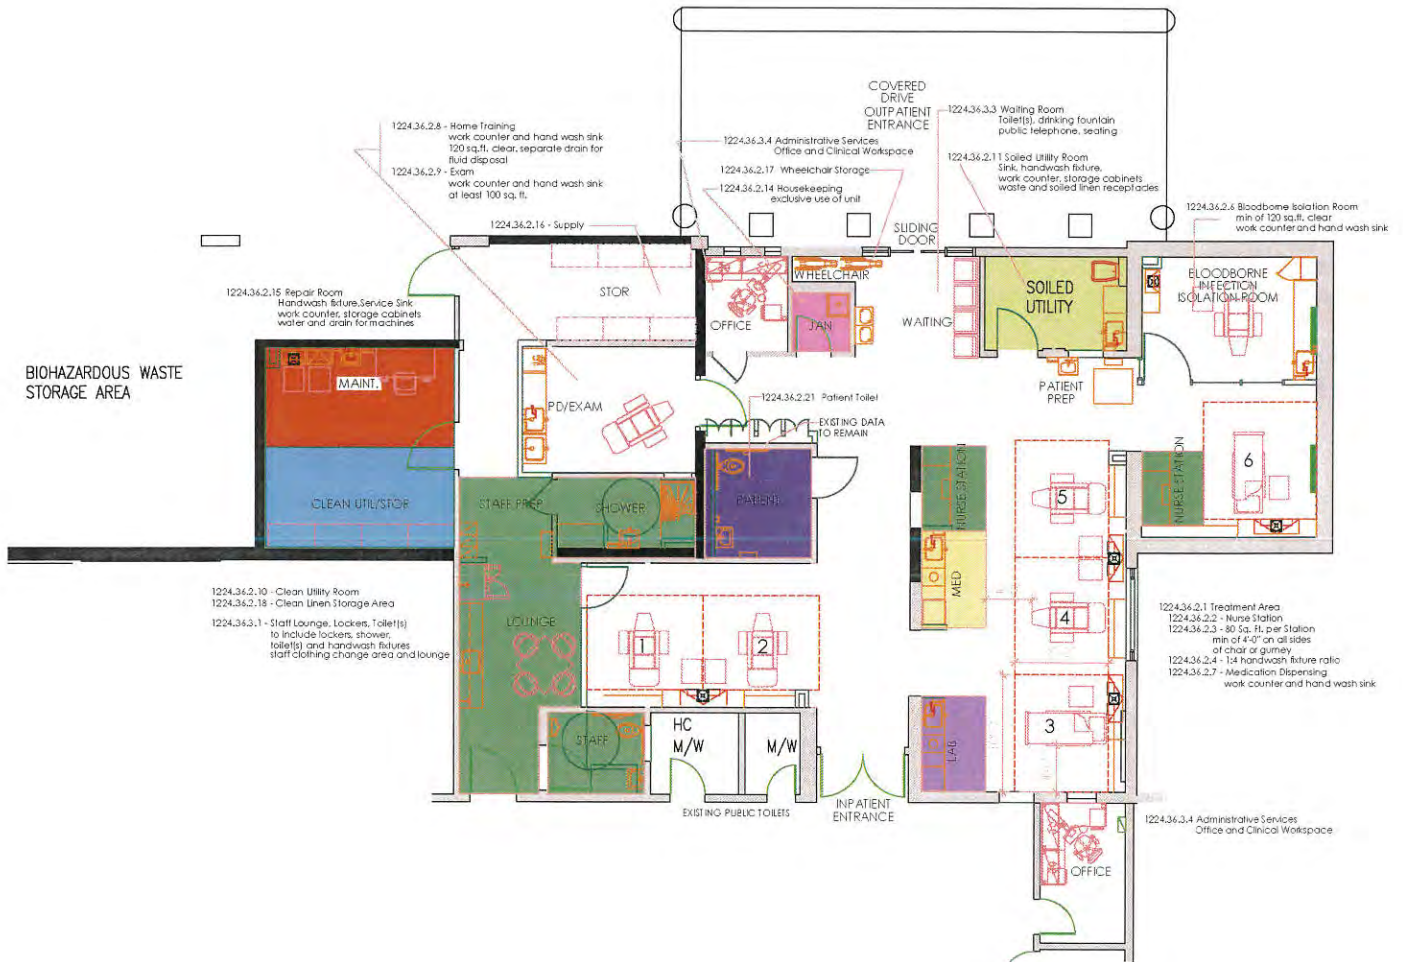 COVERED
DRIVE
OUTPATIENT
ENTRANCE
1224.36.2.8 - Home Training
work counter and hand wash sink
120 sq.ft. clear, separate drain for
fluid disposal
1224.36.2.9 - Exam
work counter and hand wash sink
at least 100 sq. ft.
1224.36.3.4 Administrative Services
Office and Clinical Workspace
1224.36.2.17 Wheelchair Storage
1224.36.2.14 Housekeeping
exclusive use of unit
1224.36.3.3 Waiting Room
Toilet(s), drinking fountain
public telephone, seating
1224.36.2.11 Soiled Utility Room
Sink, handwash fixture,
work counter, storage cabinets
waste and soiled linen receptacles
1224.36.2.6 Bloodborne Isolation Room
min of 120 sq.ft. clear
work counter and hand wash sink
1224.36.2.16 - Supply
SLIDING
DOOR
1224.36.2.15 Repair Room
Handwash fixture, Service Sink
work counter, storage cabinets
water and drain for machines
STOR
WHEELCHAIR
OFFICE
JAN
WAITING
SOILED
UTILITY
BLOODBORNE
INFECTION
ISOLATION ROOM
BIOHAZARDOUS WASTE
STORAGE AREA
MAINT.
PD/EXAM
1224.36.2.21 Patient Toilet
EXISTING DATA
TO REMAIN
PATIENT
PREP
CLEAN UTIL/STOR
STAFF PREP
SHOWER
PATIENT
NURSE STATION
5
NURSE STATION
6
MED
4
1224.36.2.10 - Clean Utility Room
1224.36.2.18 - Clean Linen Storage Area
1224.36.3.1 - Staff Lounge, Lockers, Toilet(s)
to include lockers, shower,
toilet(s) and handwash fixtures
staff clothing change area and lounge
LOUNGE
1
2
1224.36.2.1 Treatment Area
1224.36.2.2 - Nurse Station
1224.36.2.3 - 80 Sq. Ft. per Station
min of 4'-0" on all sides
of chair or gurney
1224.36.2.4 - 1:4 handwash fixture ratio
1224.36.2.7 - Medication Dispensing
work counter and hand wash sink
STAFF
HC
M/W
M/W
LAB
3
EXISTING PUBLIC TOILETS
INPATIENT
ENTRANCE
1224.36.3.4 Administrative Services
Office and Clinical Workspace
OFFICE